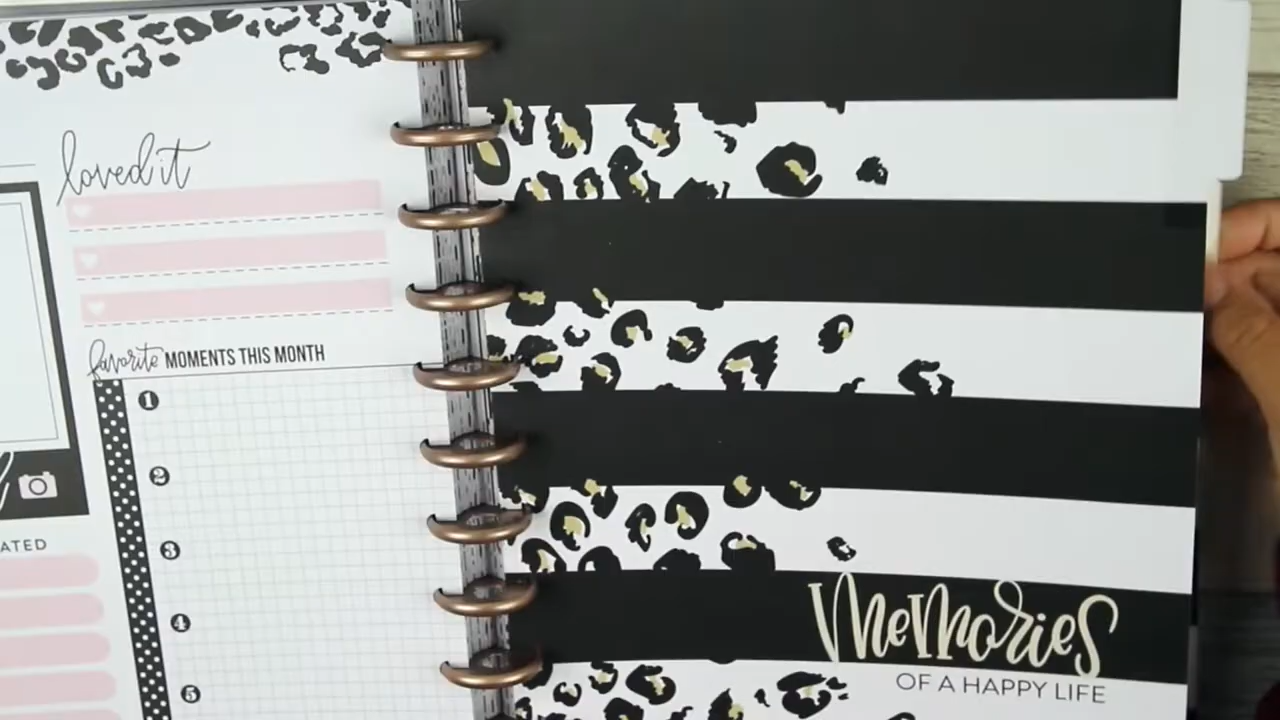 loved it
favorite MOMENTS THIS MONTH
1
2
3
4
5
ATED
Memories
OF A HAPPY LIFE